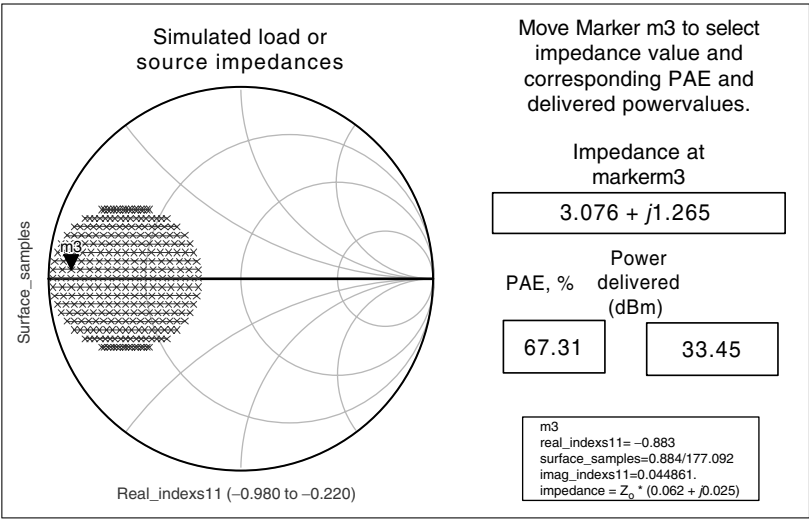 Simulated load or
source impedances
m3
Surface_samples
Real_indexs11 (−0.980 to −0.220)
Move Marker m3 to select
impedance value and
corresponding PAE and
delivered powervalues.
Impedance at
markerm3
3.076 + j1.265
PAE, %
Power
delivered
(dBm)
67.31
33.45
m3
real_indexs11= −0.883
surface_samples=0.884/177.092
imag_indexs11=0.044861.
impedance = Zo * (0.062 + j0.025)